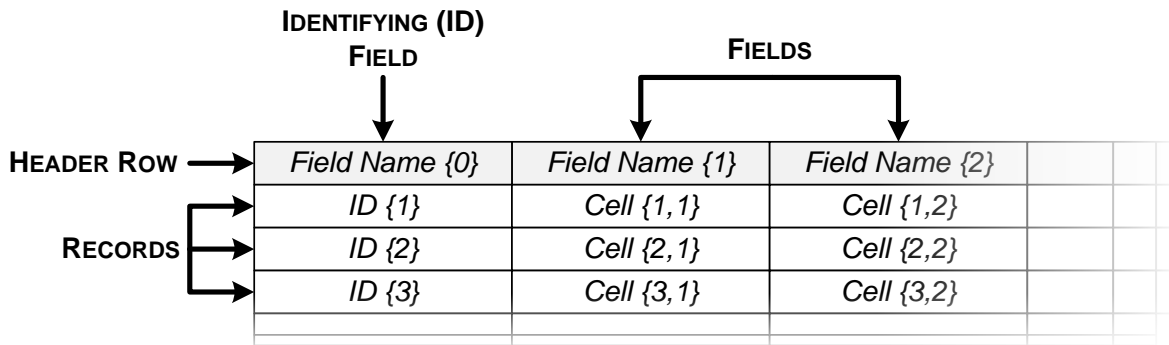 IDENTIFYING (ID)
FIELD
FIELDS
HEADER ROW
Field Name {0} Field Name {1} Field Name {2}
RECORDS
ID {1} Cell {1,1} Cell {1,2}
ID {2} Cell {2,1} Cell {2,2}
ID {3} Cell {3,1} Cell {3,2}